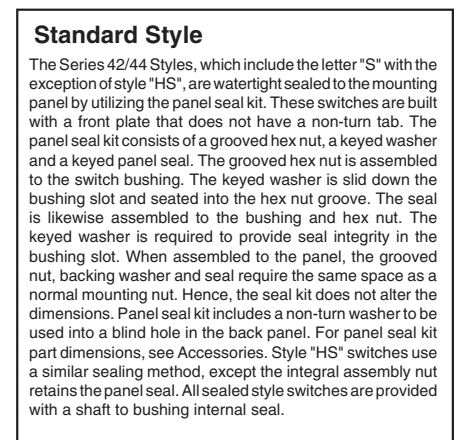 Standard Style
The Series 42/44 Styles, which include the letter "S" with the
exception of style "HS", are watertight sealed to the mounting
panel by utilizing the panel seal kit. These switches are built
with a front plate that does not have a non-turn tab. The
panel seal kit consists of a grooved hex nut, a keyed washer
and a keyed panel seal. The grooved hex nut is assembled
to the switch bushing. The keyed washer is slid down the
bushing slot and seated into the hex nut groove. The seal
is likewise assembled to the bushing and hex nut. The
keyed washer is required to provide seal integrity in the
bushing slot. When assembled to the panel, the grooved
nut, backing washer and seal require the same space as a
normal mounting nut. Hence, the seal kit does not alter the
dimensions. Panel seal kit includes a non-turn washer to be
used into a blind hole in the back panel. For panel seal kit
part dimensions, see Accessories. Style "HS" switches use
a similar sealing method, except the integral assembly nut
retains the panel seal. All sealed style switches are provided
with a shaft to bushing internal seal.